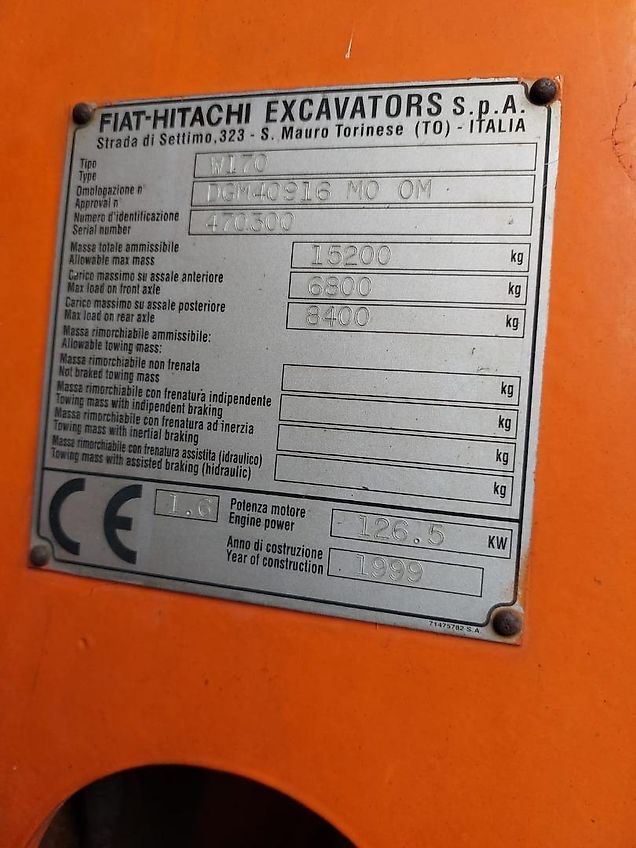 FIAT-HITACHI EXCAVATORS S.p.A.
Strada di Settimo, 323 - S. Mauro Torinese (TO) - ITALIA
Tipo
Type
W170
Omologazione n°
Approval n°
DGM40916 MO OM
Numero d'identificazione
Serial number
470300
Massa totale ammissibile
Allowable max mass
15200 kg
Carico massimo su assale anteriore
Max load on front axle
6800 kg
Carico massimo su assale posteriore
Max load on rear axle
8400 kg
Massa rimorchiabile ammissibile:
Allowable towing mass:
Massa rimorchiabile non frenata
Not braked towing mass
kg
Massa rimorchiabile con frenatura indipendente
Towing mass with indipendent braking
kg
Massa rimorchiabile con frenatura ad inerzia
Towing mass with inertial braking
kg
Massa rimorchiabile con frenatura assistita (idraulico)
Towing mass with assisted braking (hidraulic)
kg
CE
1.6
Potenza motore
Engine power
126.5 KW
Anno di costruzione
Year of construction
1999
71475782 S.A.